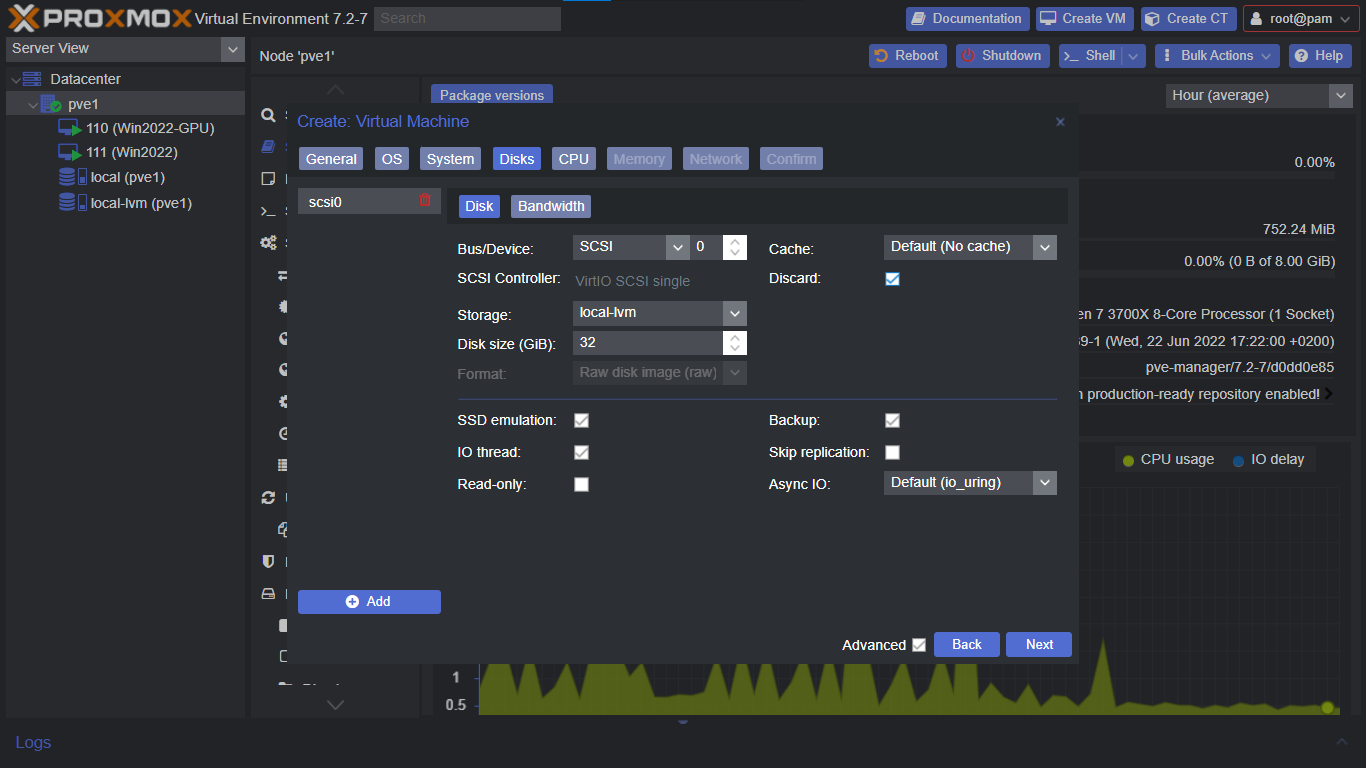 PROXMOX Virtual Environment 7.2-7 Search Documentation Create VM Create CT root@pam
Server View
Node 'pve1' Reboot Shutdown Shell Bulk Actions Help
Datacenter
pve1
110 (Win2022-GPU)
111 (Win2022)
local (pve1)
local-lvm (pve1)
Package versions Hour (average)
Create: Virtual Machine
General OS System Disks CPU Memory Network Confirm
scsi0
Disk Bandwidth
Bus/Device: SCSI 0 Cache: Default (No cache)
SCSI Controller: VirtIO SCSI single Discard:
Storage: local-lvm
Disk size (GiB): 32
Format: Raw disk image (raw)
SSD emulation: Backup:
IO thread: Skip replication:
Read-only: Async IO: Default (io_uring)
Add
Advanced Back Next
0.00%
752.24 MiB
0.00% (0 B of 8.00 GiB)
en 7 3700X 8-Core Processor (1 Socket)
9-1 (Wed, 22 Jun 2022 17:22:00 +0200)
pve-manager/7.2-7/d0dd0e85
production-ready repository enabled!
CPU usage IO delay
1
0.5
Logs